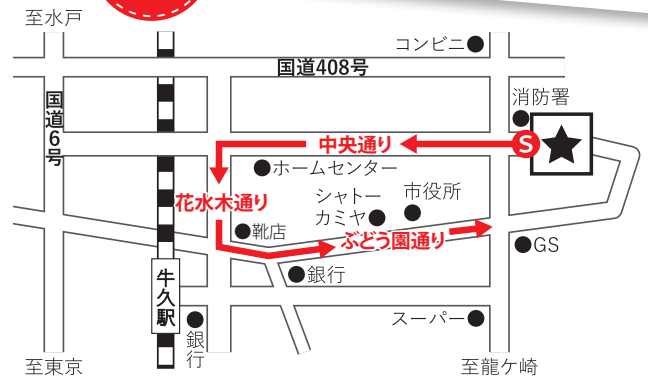 至水戸
コンビニ
国道408号
国道6号
消防署
中央通り
S
ホームセンター
花水木通り
シャトー
カミヤ
市役所
靴店
ぶどう園通り
GS
銀行
牛久駅
銀行
スーパー
至東京
至龍ケ崎